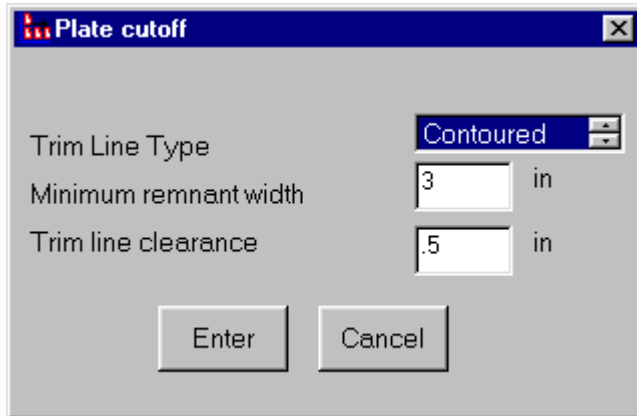 Plate cutoff
Trim Line Type Contoured
Minimum remnant width 3 in
Trim line clearance .5 in
Enter Cancel